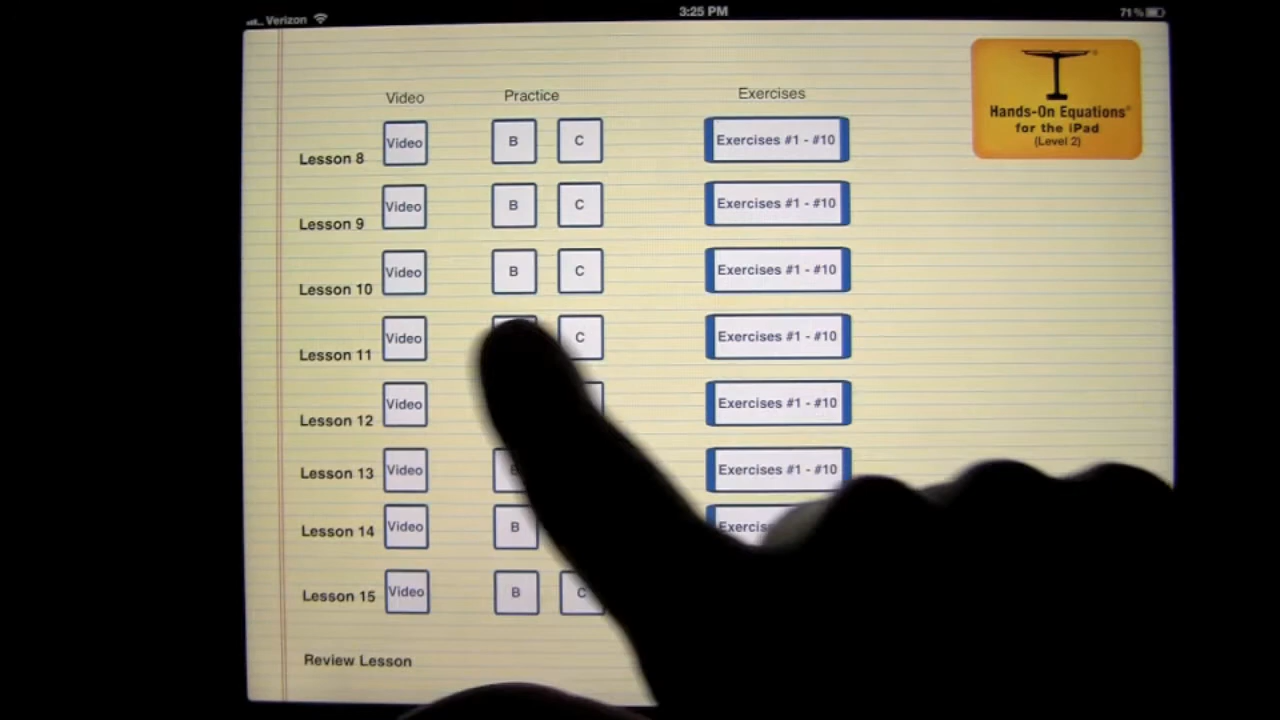 Verizon 3:25 PM 71%
Hands-On Equations®
for the iPad
(Level 2)
Video Practice Exercises
Lesson 8 Video B C Exercises #1 - #10
Lesson 9 Video B C Exercises #1 - #10
Lesson 10 Video B C Exercises #1 - #10
Lesson 11 Video C Exercises #1 - #10
Lesson 12 Video Exercises #1 - #10
Lesson 13 Video B Exercises #1 - #10
Lesson 14 Video B
Lesson 15 Video B C
Review Lesson